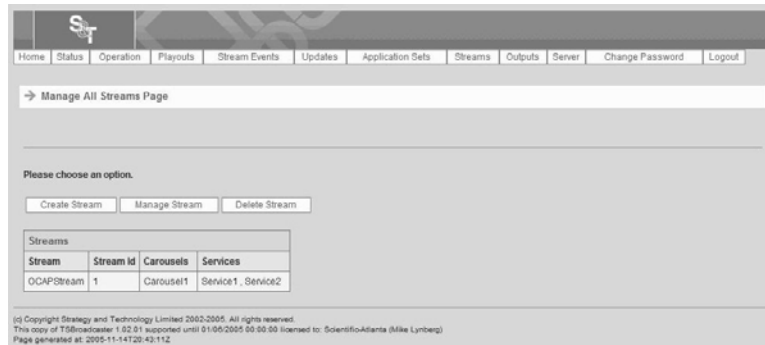 S&T
Home Status Operation Playouts Stream Events Updates Application Sets Streams Outputs Server Change Password Logout
→ Manage All Streams Page
Please choose an option.
Create Stream Manage Stream Delete Stream
Streams
Stream Stream Id Carousels Services
OCAPStream 1 Carousel1 Service1, Service2
(c) Copyright Strategy and Technology Limited 2002-2005. All rights reserved.
This copy of TSBroadcaster 1.02.01 supported until 01/06/2005 00:00:00 licensed to: Scientific-Atlanta (Mike Lynberg)
Page generated at: 2005-11-14T20:43:11Z